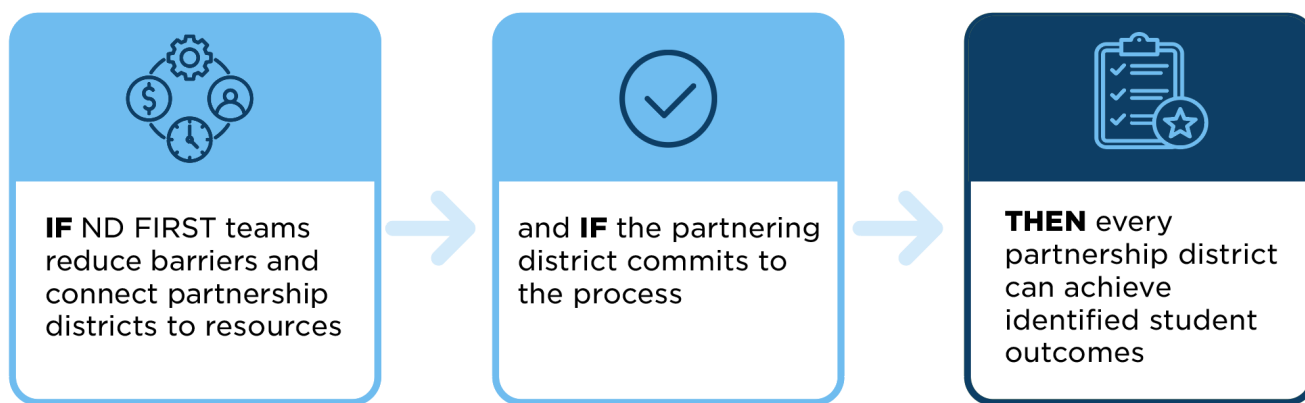 IF ND FIRST teams
reduce barriers and
connect partnership
districts to resources
and IF the partnering
district commits to
the process
THEN every
partnership district
can achieve
identified student
outcomes